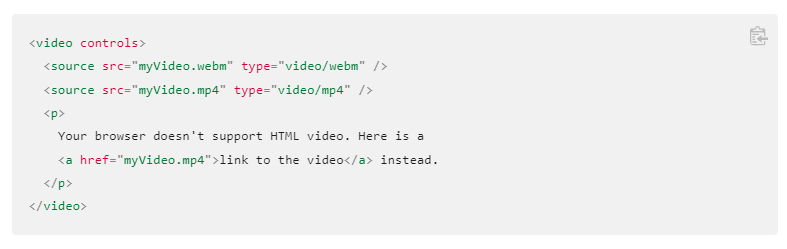 <video controls>
  <source src="myVideo.webm" type="video/webm" />
  <source src="myVideo.mp4" type="video/mp4" />
  <p>
    Your browser doesn't support HTML video. Here is a
    <a href="myVideo.mp4">link to the video</a> instead.
  </p>
</video>